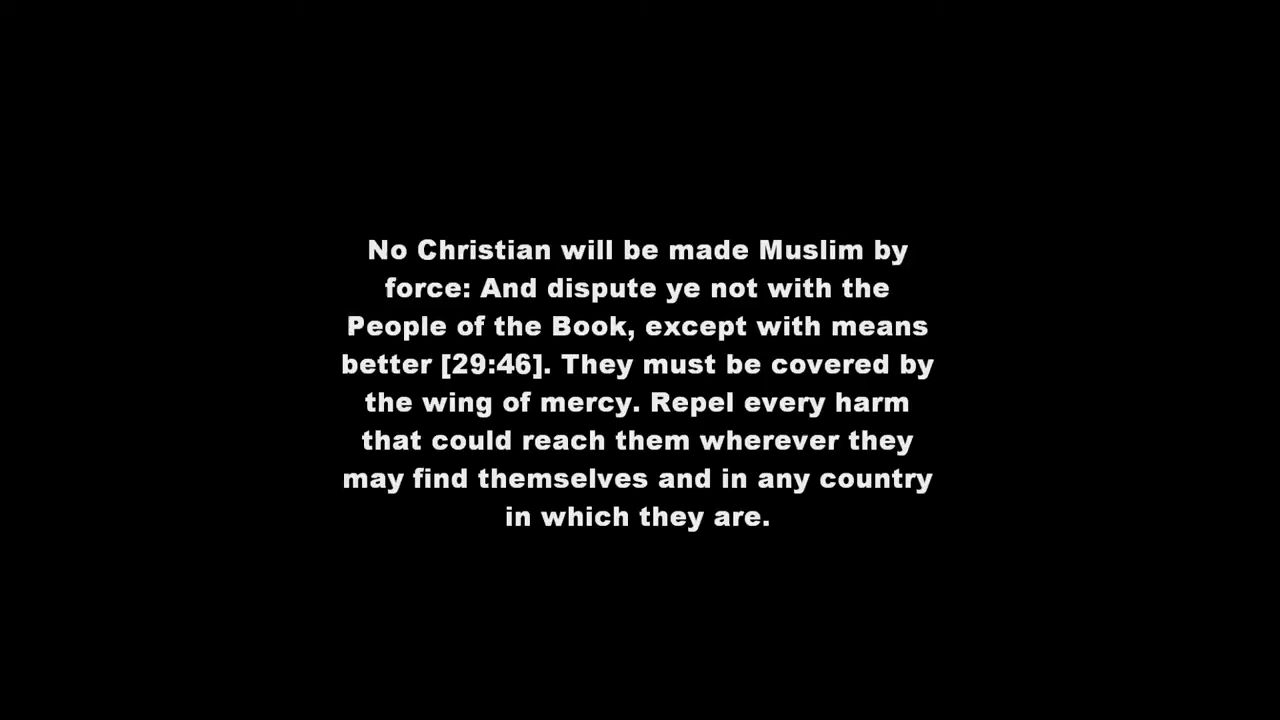 No Christian will be made Muslim by
force: And dispute ye not with the
People of the Book, except with means
better [29:46]. They must be covered by
the wing of mercy. Repel every harm
that could reach them wherever they
may find themselves and in any country
in which they are.